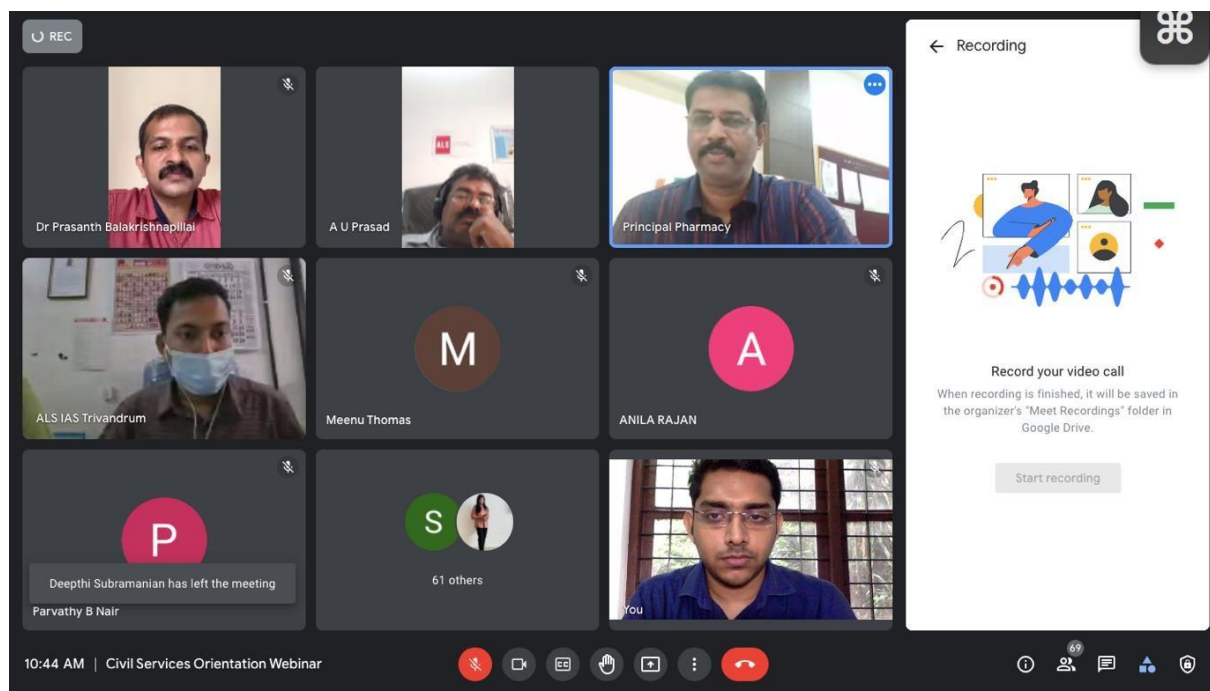 REC
Recording
Dr Prasanth Balakrishnapillai
ALS
A U Prasad
Principal Pharmacy
ALS IAS Trivandrum
M
Meenu Thomas
A
ANILA RAJAN
P
Deepthi Subramanian has left the meeting
Parvathy B Nair
S
61 others
You
Record your video call
When recording is finished, it will be saved in
the organizer's "Meet Recordings" folder in
Google Drive.
Start recording
10:44 AM | Civil Services Orientation Webinar
CC
69